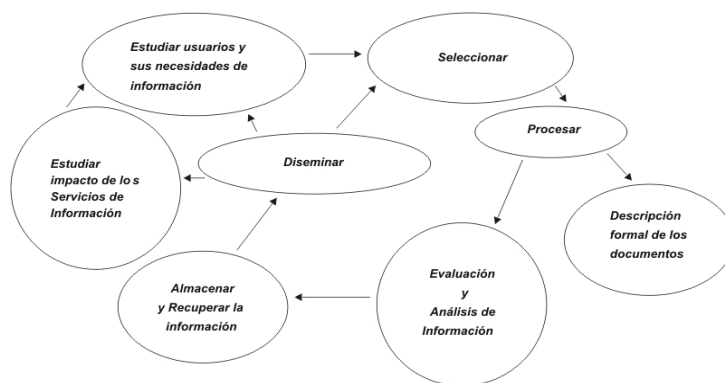 Estudiar usuarios y
sus necesidades de
información
Seleccionar
Procesar
Diseminar
Estudiar
impacto de los
Servicios de
Información
Descripción
formal de los
documentos
Evaluación
y
Análisis de
Información
Almacenar
y Recuperar la
información